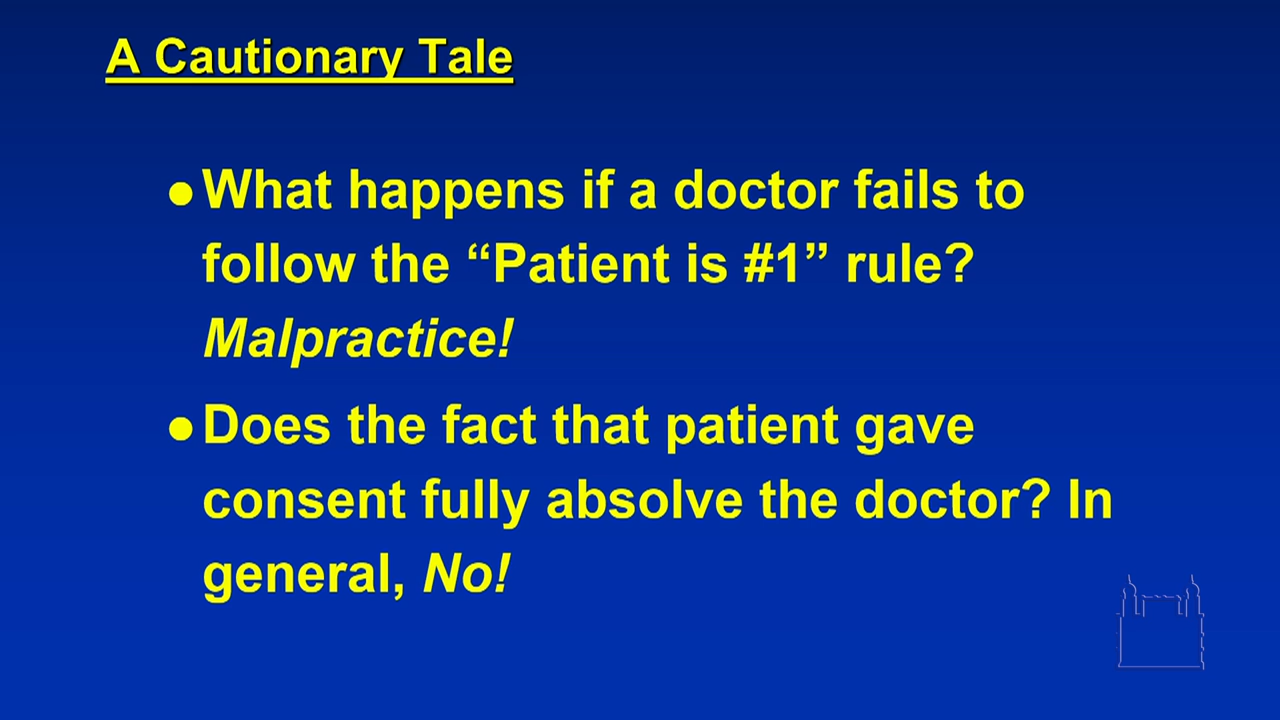 A Cautionary Tale
●What happens if a doctor fails to
follow the “Patient is #1” rule?
Malpractice!
●Does the fact that patient gave
consent fully absolve the doctor? In
general, No!